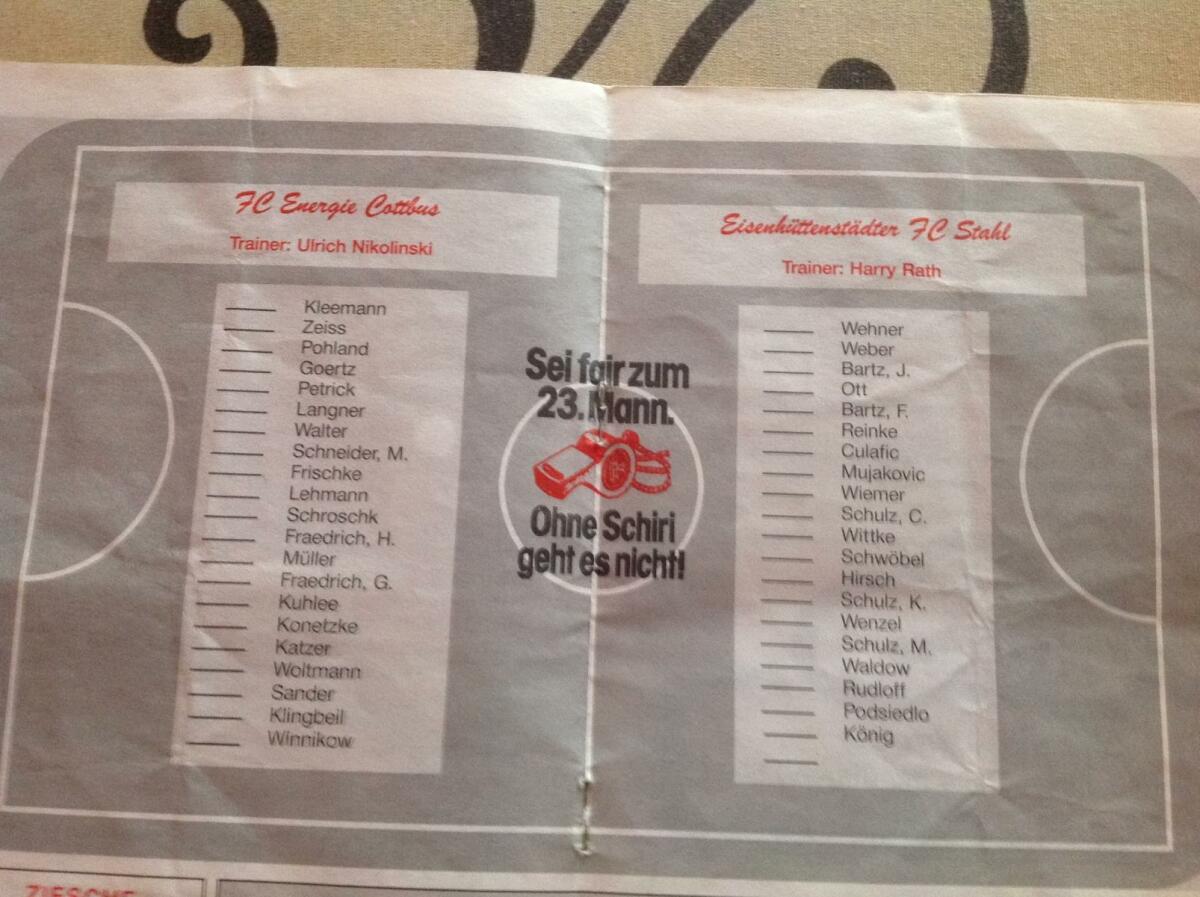 FC Energie Cottbus
Trainer: Ulrich Nikolinski
Kleemann
Zeiss
Pohland
Goertz
Petrick
Langner
Walter
Schneider, M.
Frischke
Lehmann
Schroschk
Fraedrich, H.
Müller
Fraedrich, G.
Kuhlee
Konetzke
Katzer
Woltmann
Sander
Klingbeil
Winnikow
Sei fair zum
23. Mann.
Ohne Schiri
geht es nicht!
Eisenhüttenstädter FC Stahl
Trainer: Harry Rath
Wehner
Weber
Bartz, J.
Ott
Bartz, F.
Reinke
Culafic
Mujakovic
Wiemer
Schulz, C.
Wittke
Schwöbel
Hirsch
Schulz, K.
Wenzel
Schulz, M.
Waldow
Rudloff
Podsiedlo
König
ZIESCHE